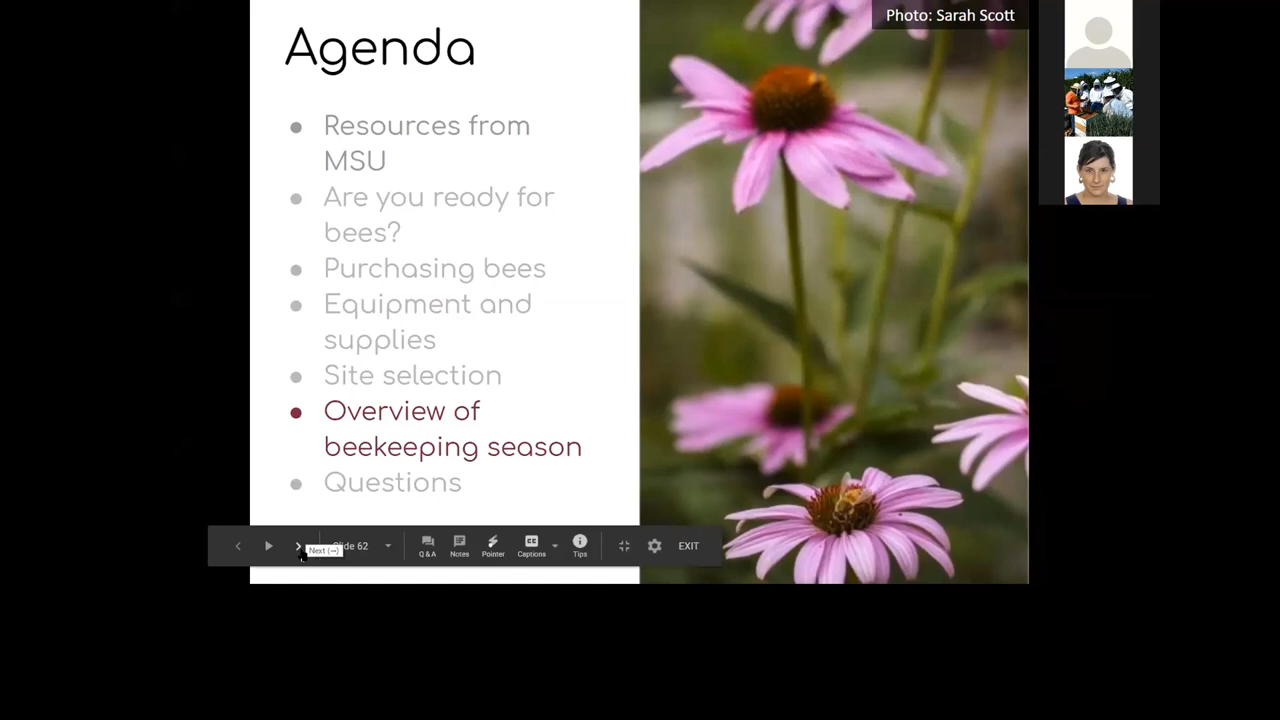 Photo: Sarah Scott
Agenda
● Resources from
MSU
● Are you ready for
bees?
● Purchasing bees
● Equipment and
supplies
● Site selection
● Overview of
beekeeping season
● Questions
Next (→)
Slide 62
Q&A
Notes
Pointer
Captions
Tips
EXIT